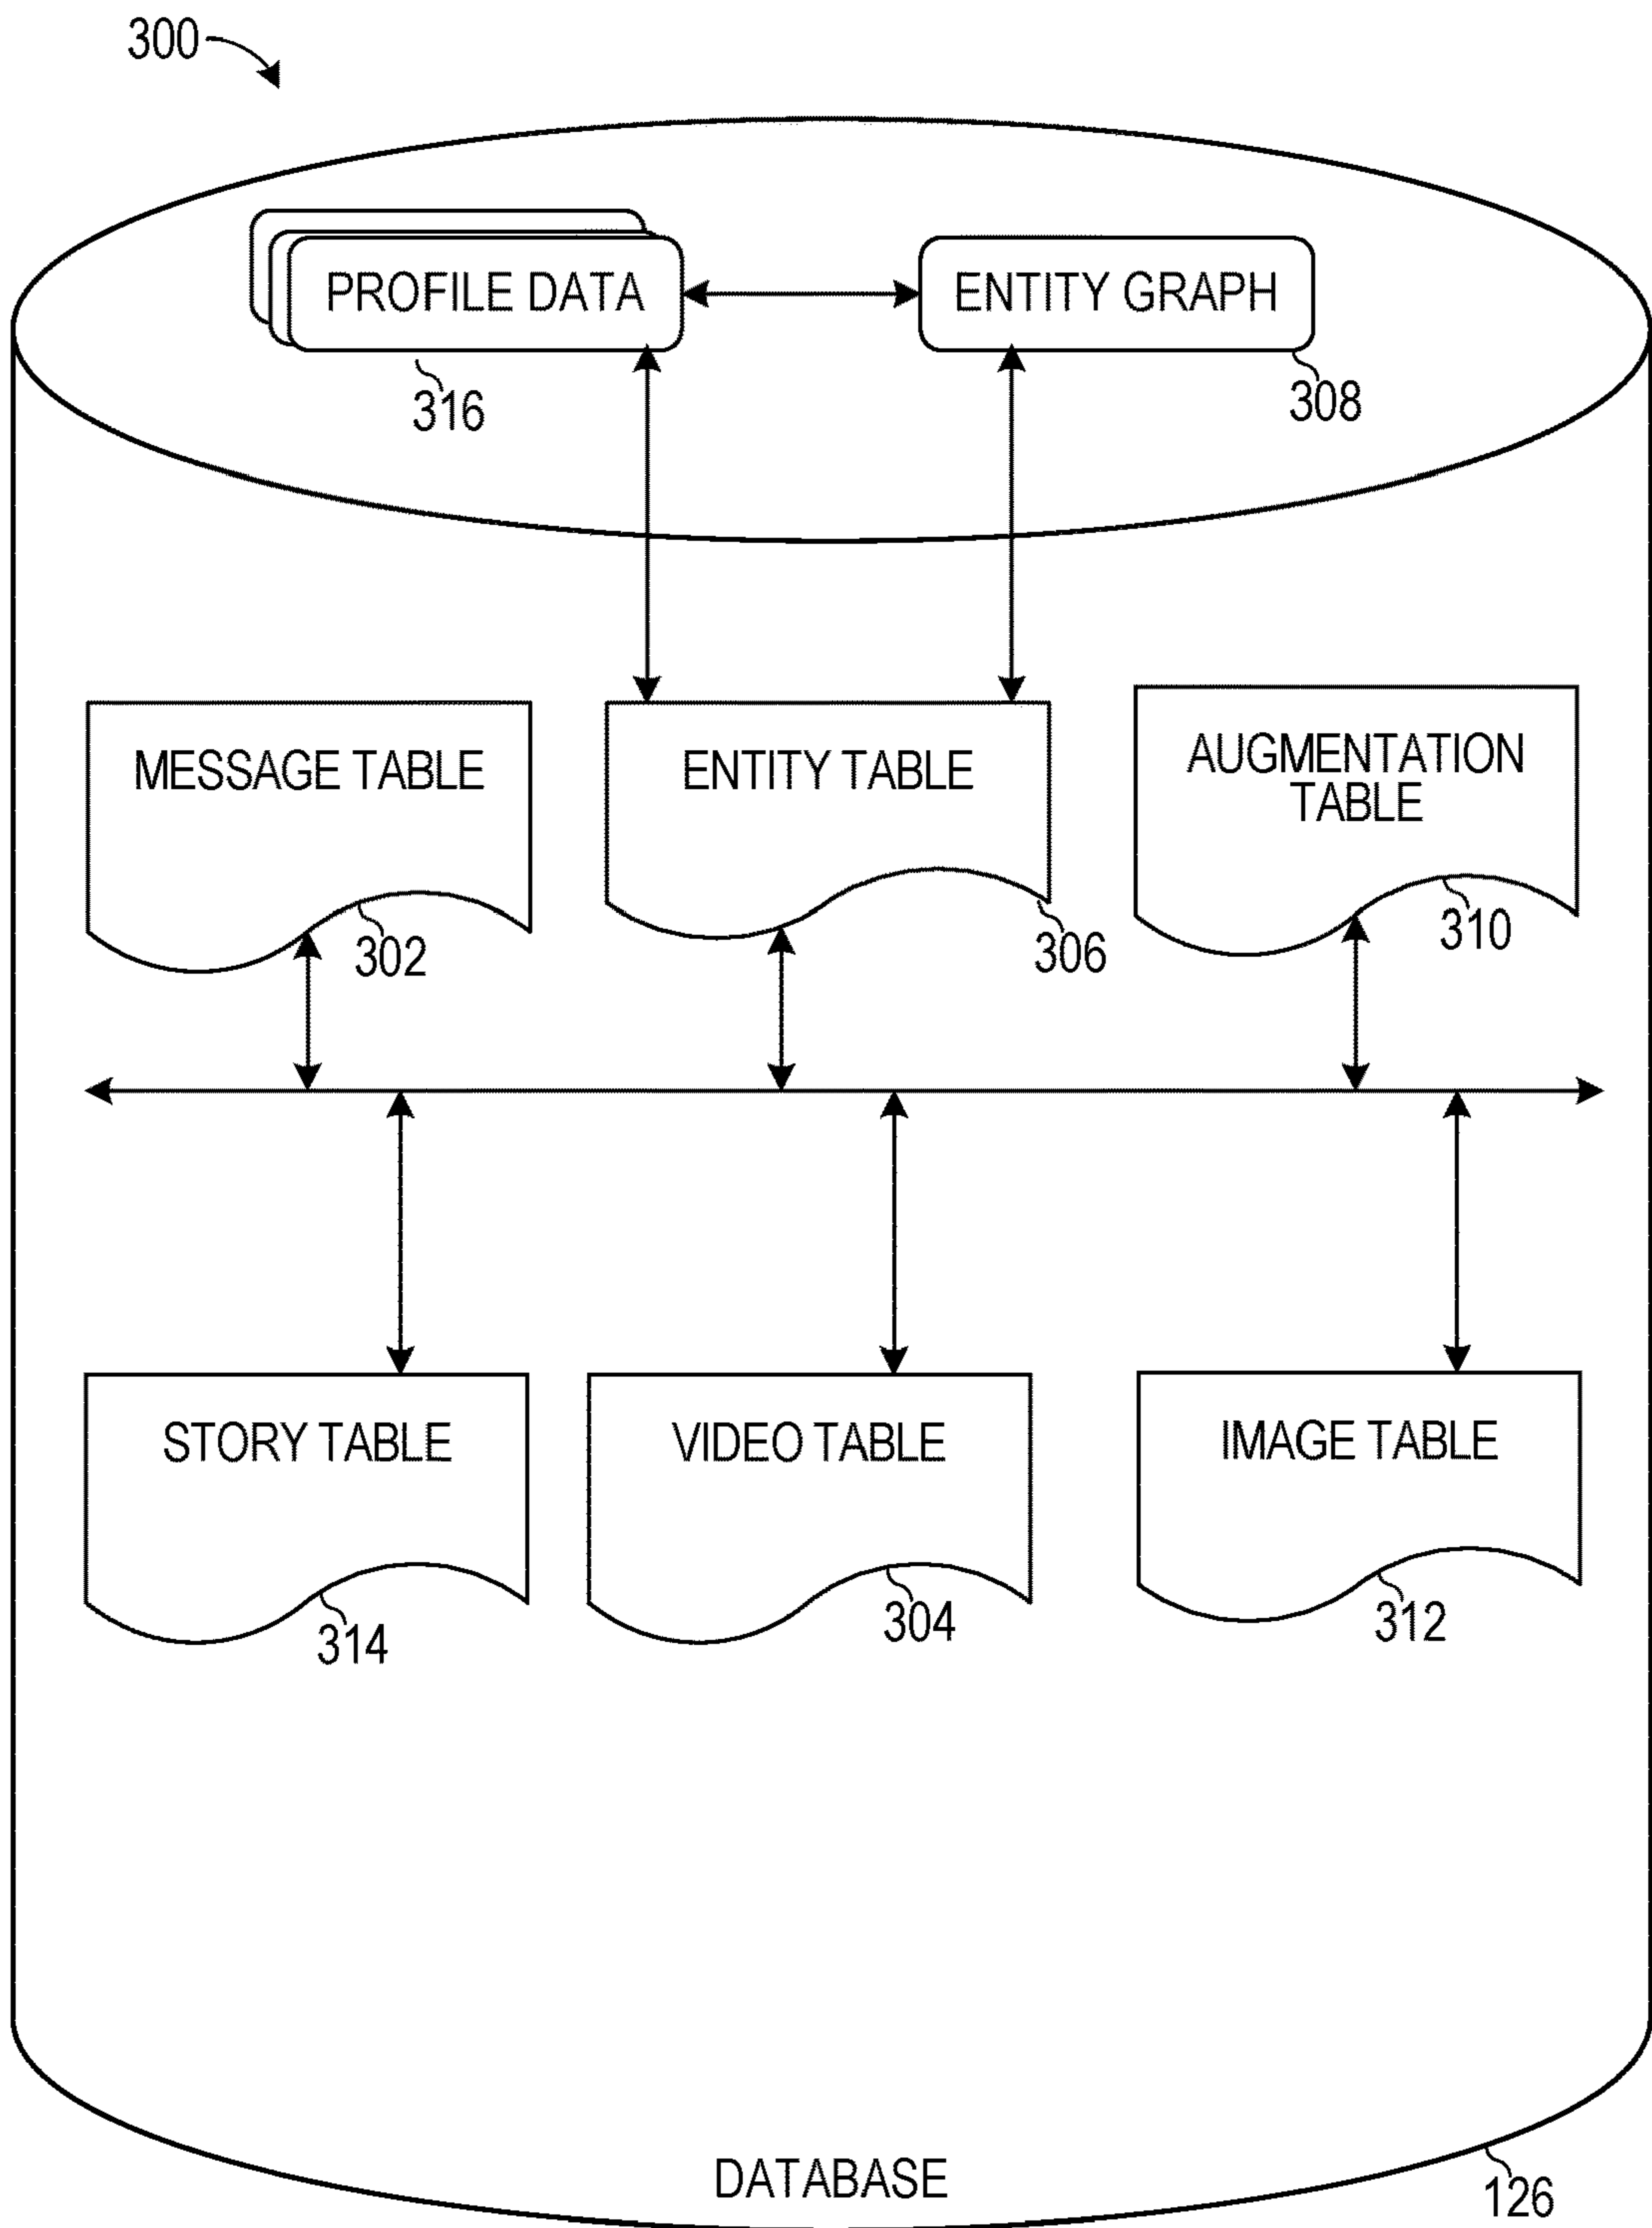 300
PROFILE DATA
ENTITY GRAPH
316
308
MESSAGE TABLE
ENTITY TABLE
AUGMENTATION
TABLE
302
306
310
STORY TABLE
VIDEO TABLE
IMAGE TABLE
314
304
312
DATABASE
126